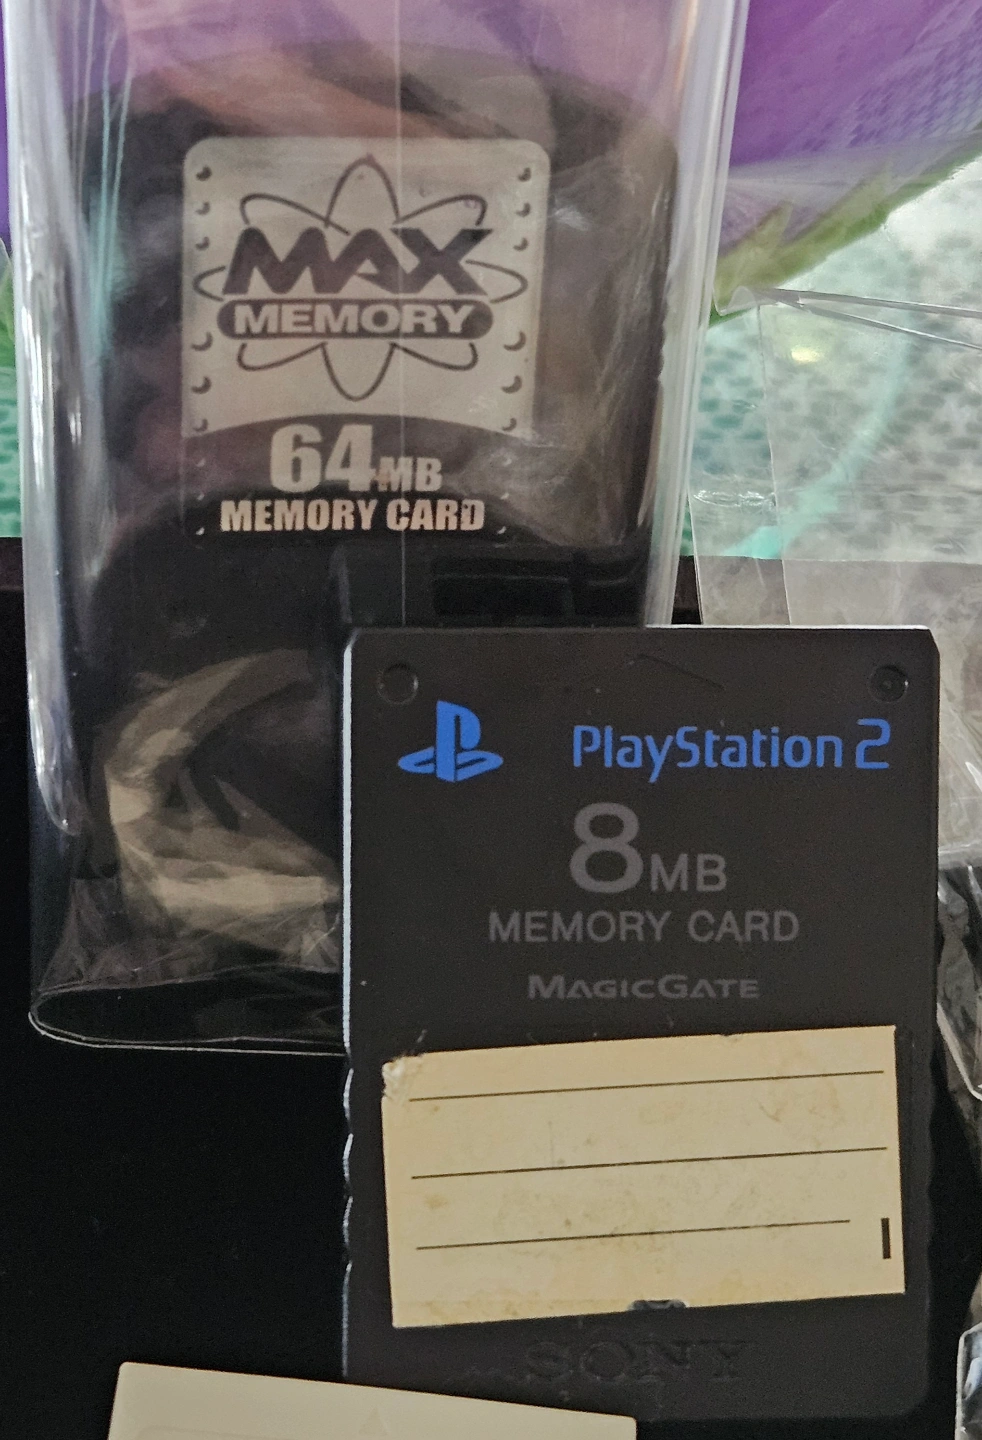 MAX
MEMORY
64MB
MEMORY CARD
PlayStation 2
8MB
MEMORY CARD
MAGICGATE
SONY